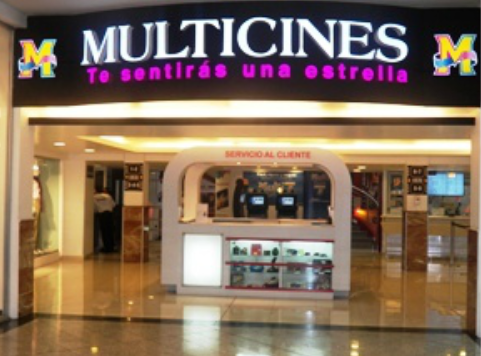 M
MULTICINES
M
Te sentirás una estrella
SERVICIO AL CLIENTE